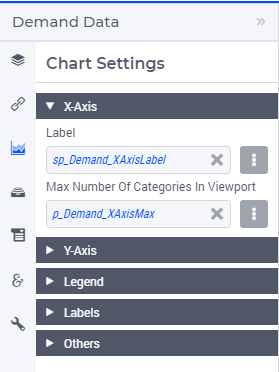 Demand Data
Chart Settings
X-Axis
Label
sp_Demand_XAxisLabel
Max Number Of Categories In Viewport
p_Demand_XAxisMax
Y-Axis
Legend
Labels
Others